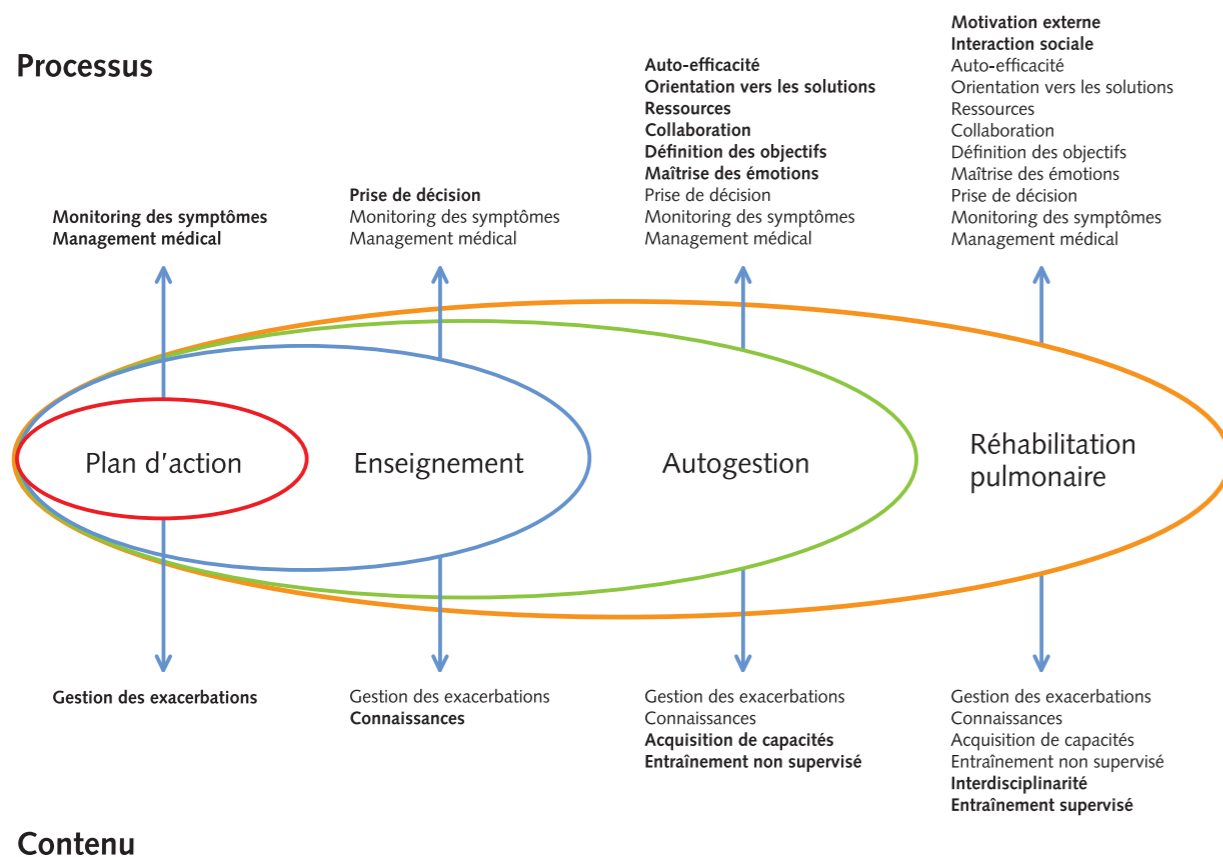 Processus
Monitoring des symptômes
Management médical
Prise de décision
Monitoring des symptômes
Management médical
Auto-efficacité
Orientation vers les solutions
Ressources
Collaboration
Définition des objectifs
Maîtrise des émotions
Prise de décision
Monitoring des symptômes
Management médical
Motivation externe
Interaction sociale
Auto-efficacité
Orientation vers les solutions
Ressources
Collaboration
Définition des objectifs
Maîtrise des émotions
Prise de décision
Monitoring des symptômes
Management médical
Plan d'action
Enseignement
Autogestion
Réhabilitation
pulmonaire
Gestion des exacerbations
Gestion des exacerbations
Connaissances
Gestion des exacerbations
Connaissances
Acquisition de capacités
Entraînement non supervisé
Gestion des exacerbations
Connaissances
Acquisition de capacités
Entraînement non supervisé
Interdisciplinarité
Entraînement supervisé
Contenu